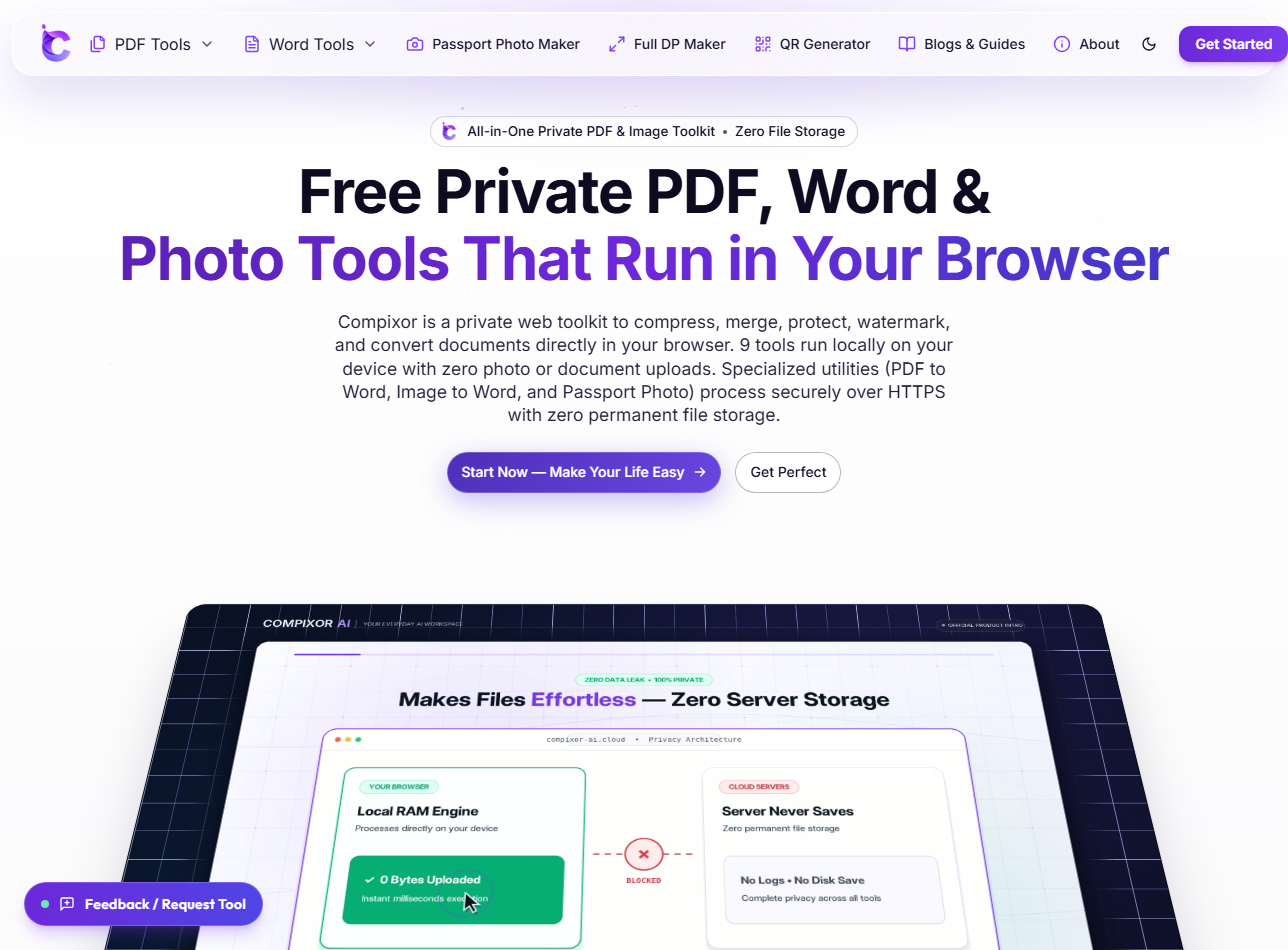 PDF Tools
Word Tools
Passport Photo Maker
Full DP Maker
QR Generator
Blogs & Guides
About
Get Started
All-in-One Private PDF & Image Toolkit • Zero File Storage
Free Private PDF, Word &
Photo Tools That Run in Your Browser
Compixor is a private web toolkit to compress, merge, protect, watermark,
and convert documents directly in your browser. 9 tools run locally on your
device with zero photo or document uploads. Specialized utilities (PDF to
Word, Image to Word, and Passport Photo) process securely over HTTPS
with zero permanent file storage.
Start Now — Make Your Life Easy →
Get Perfect
COMPIXOR AI | YOUR EVERYDAY AI WORKSPACE
• OFFICIAL PRODUCT INTRO
ZERO DATA LEAK • 100% PRIVATE
Makes Files Effortless — Zero Server Storage
compixor-ai.cloud • Privacy Architecture
YOUR BROWSER
Local RAM Engine
Processes directly on your device
✓ 0 Bytes Uploaded
Instant milliseconds execution
BLOCKED
CLOUD SERVERS
Server Never Saves
Zero permanent file storage
No Logs • No Disk Save
Complete privacy across all tools
Feedback / Request Tool